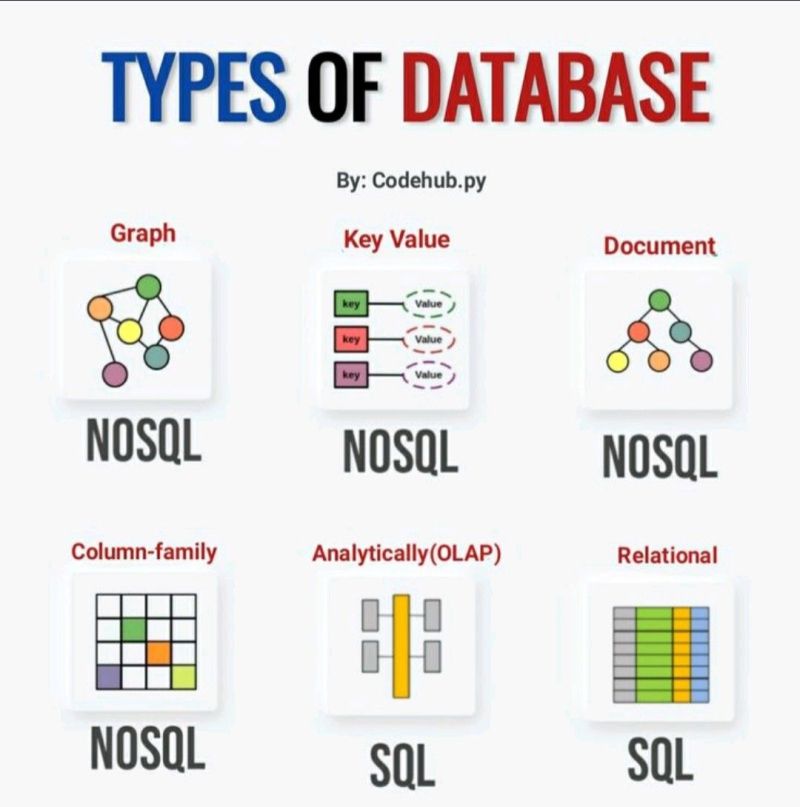 TYPES OF DATABASE
By: Codehub.py
Graph
Key Value
Document
key Value
key Value
key Value
NOSQL
NOSQL
NOSQL
Column-family
Analytically(OLAP)
Relational
NOSQL
SQL
SQL